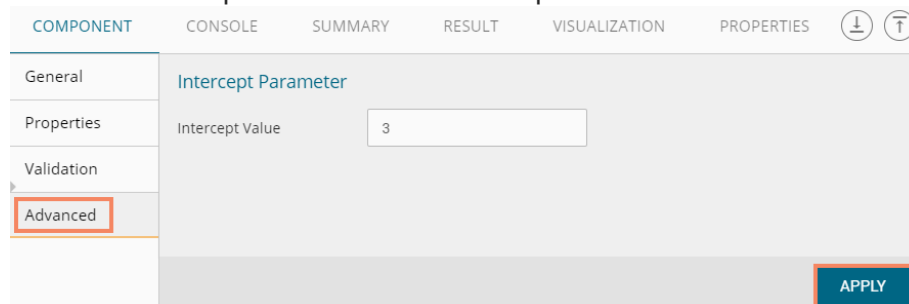 COMPONENT CONSOLE SUMMARY RESULT VISUALIZATION PROPERTIES
General
Intercept Parameter
Properties
Intercept Value 3
Validation
Advanced
APPLY